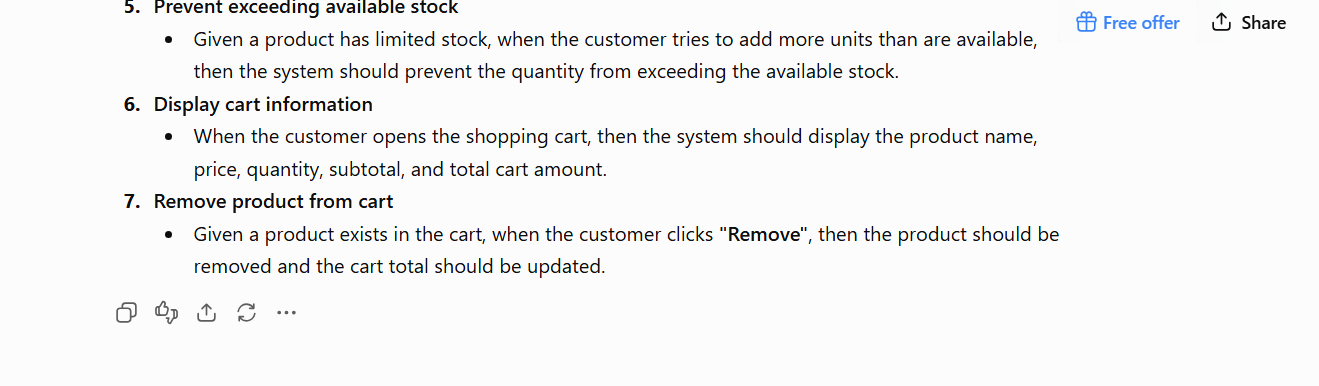 5. Prevent exceeding available stock
Free offer
Share
• Given a product has limited stock, when the customer tries to add more units than are available,
then the system should prevent the quantity from exceeding the available stock.
6. Display cart information
• When the customer opens the shopping cart, then the system should display the product name,
price, quantity, subtotal, and total cart amount.
7. Remove product from cart
• Given a product exists in the cart, when the customer clicks "Remove", then the product should be
removed and the cart total should be updated.